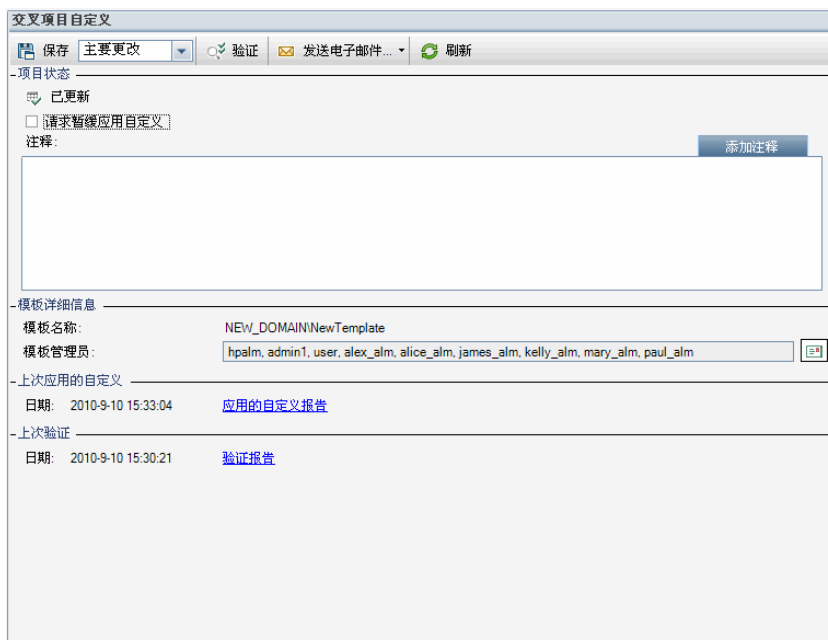 交叉项目自定义
保存 主要更改 验证 发送电子邮件... 刷新
项目状态
已更新
请求暂缓应用自定义
注释:
添加注释
模板详细信息
模板名称: NEW_DOMAIN\NewTemplate
模板管理员: hpalm, admin1, user, alex_alm, alice_alm, james_alm, kelly_alm, mary_alm, paul_alm
上次应用的自定义
日期: 2010-9-10 15:33:04 应用的自定义报告
上次验证
日期: 2010-9-10 15:30:21 验证报告